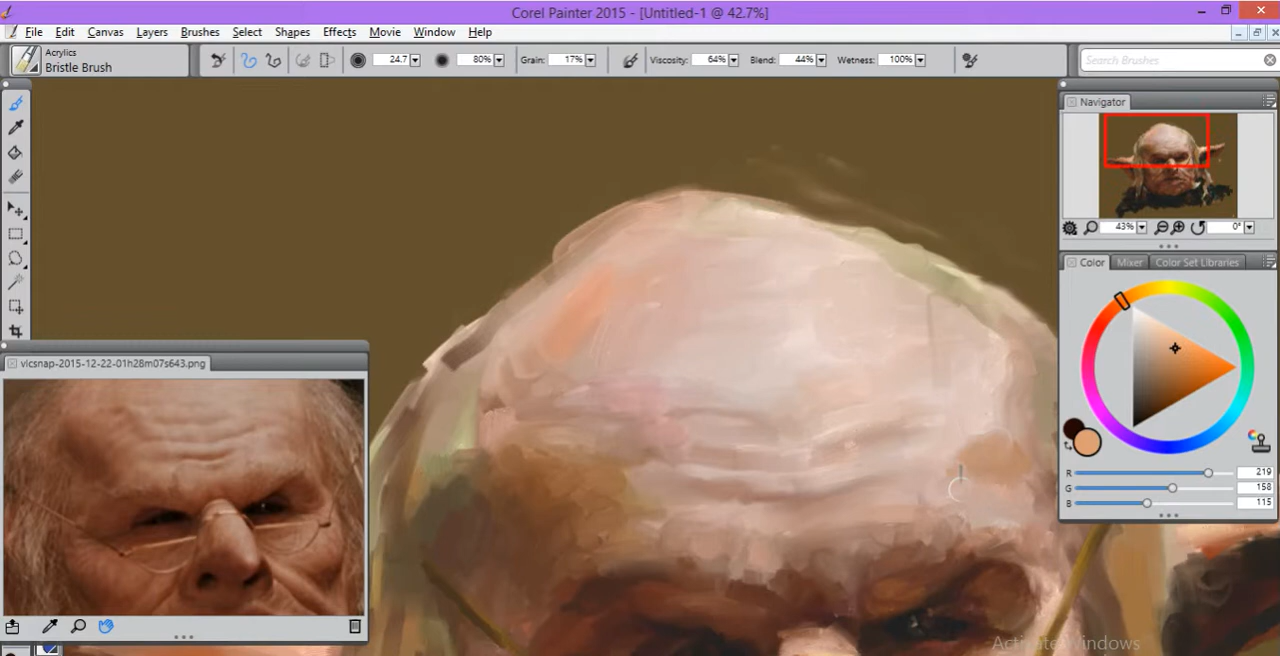 Corel Painter 2015 - [Untitled-1 @ 42.7%]
File Edit Canvas Layers Brushes Select Shapes Effects Movie Window Help
Acrylics
Bristle Brush
24.7 80% Grain: 17% Viscosity: 64% Blend: 44% Wetness: 100%
Search Brushes
Navigator
43% 0°
Color Mixer Color Set Libraries
R 219
G 158
B 115
vlcsnap-2015-12-22-01h28m07s643.png
Activate Windows